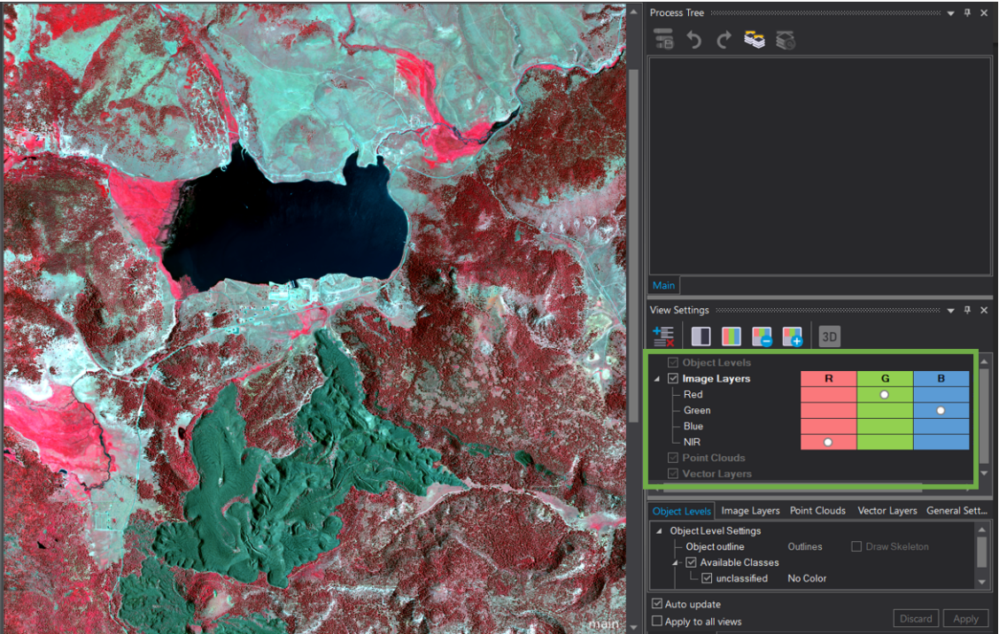 Process Tree
Main
View Settings
3D
Object Levels
Image Layers R G B
Red
Green
Blue
NIR
Point Clouds
Vector Layers
Object Levels Image Layers Point Clouds Vector Layers General Sett...
Object Level Settings
Object outline Outlines Draw Skeleton
Available Classes
unclassified No Color
Auto update
Apply to all views Discard Apply
main